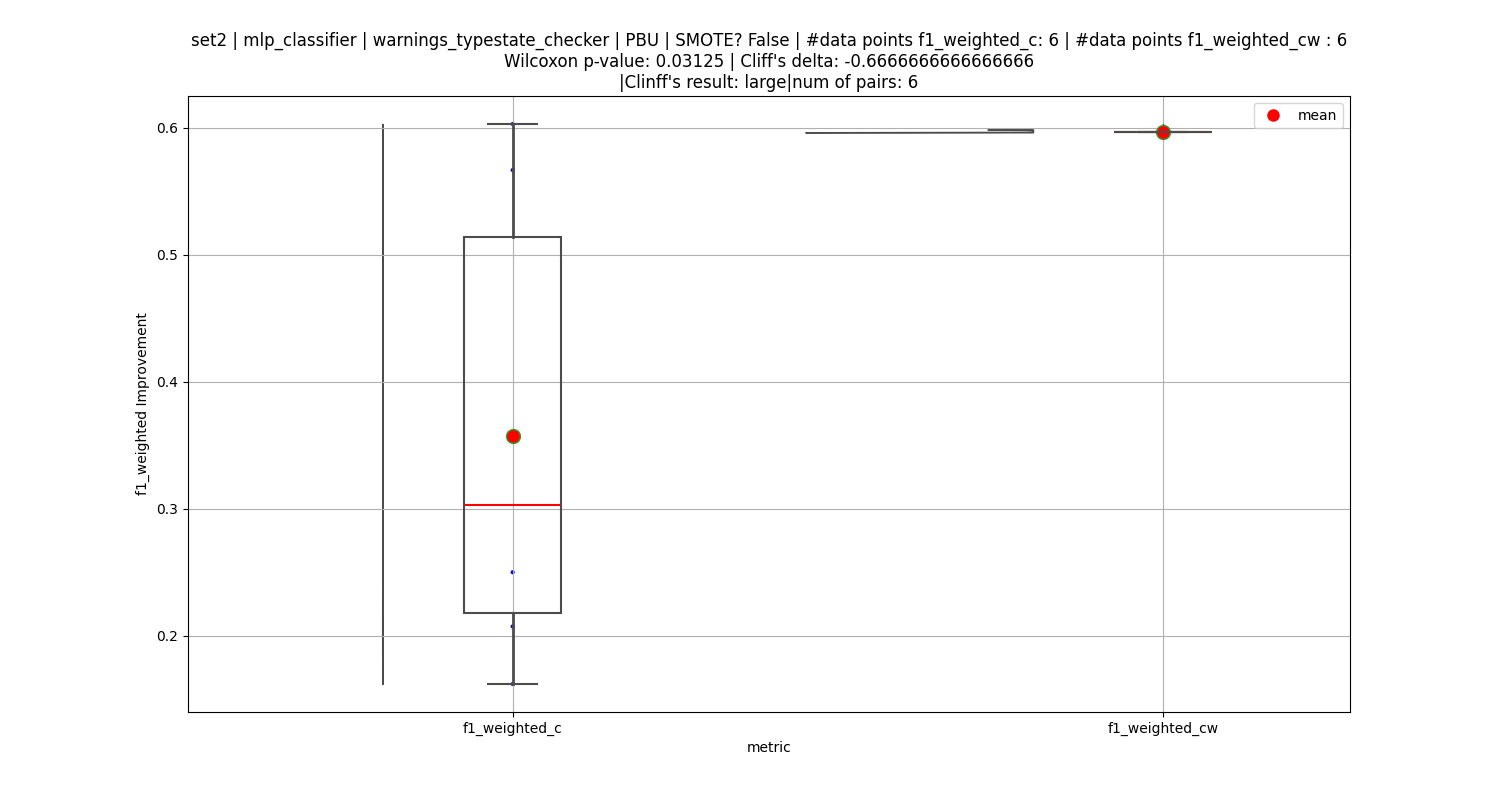 set2 | mlp_classifier | warnings_typestate_checker | PBU | SMOTE? False | #data points f1_weighted_c: 6 | #data points f1_weighted_cw : 6
Wilcoxon p-value: 0.03125 | Cliff's delta: -0.6666666666666666
|Clinff's result: large|num of pairs: 6
mean
0.6
0.5
0.4
0.3
0.2
f1_weighted Improvement
f1_weighted_c
f1_weighted_cw
metric